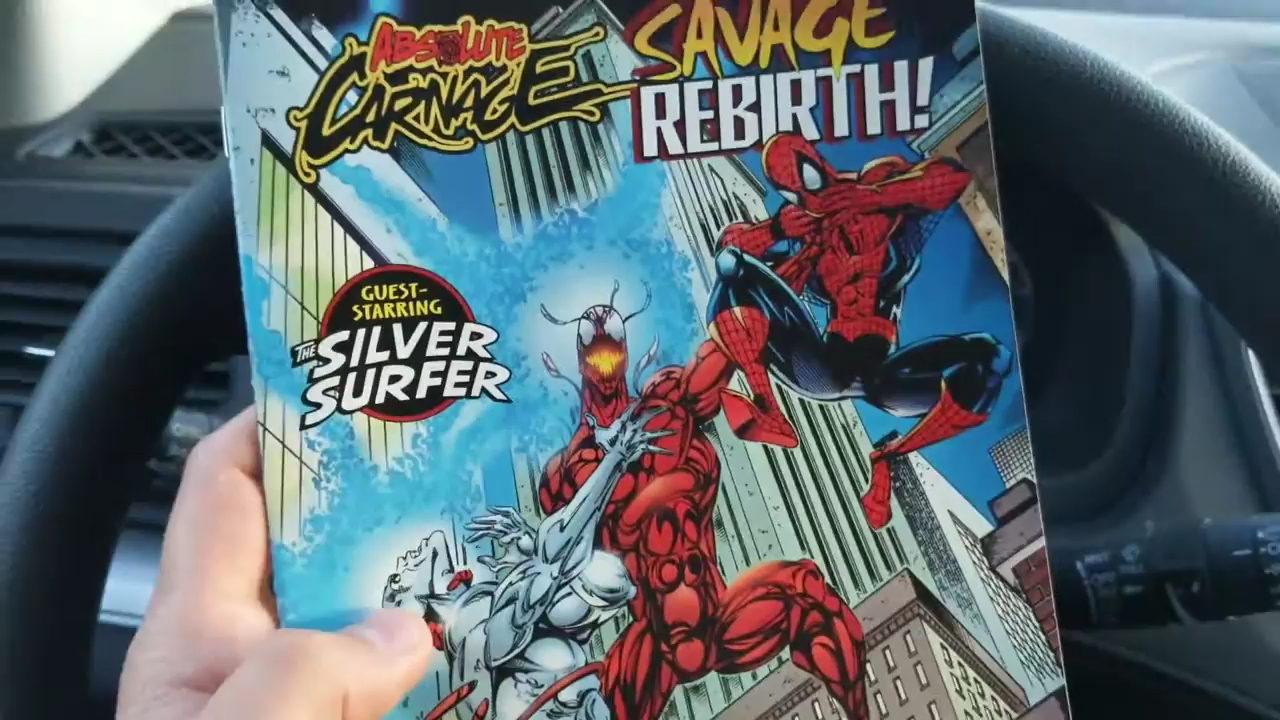 ABSOLUTE
CARNAGE
SAVAGE
REBIRTH!
GUEST-
STARRING
THE SILVER
SURFER